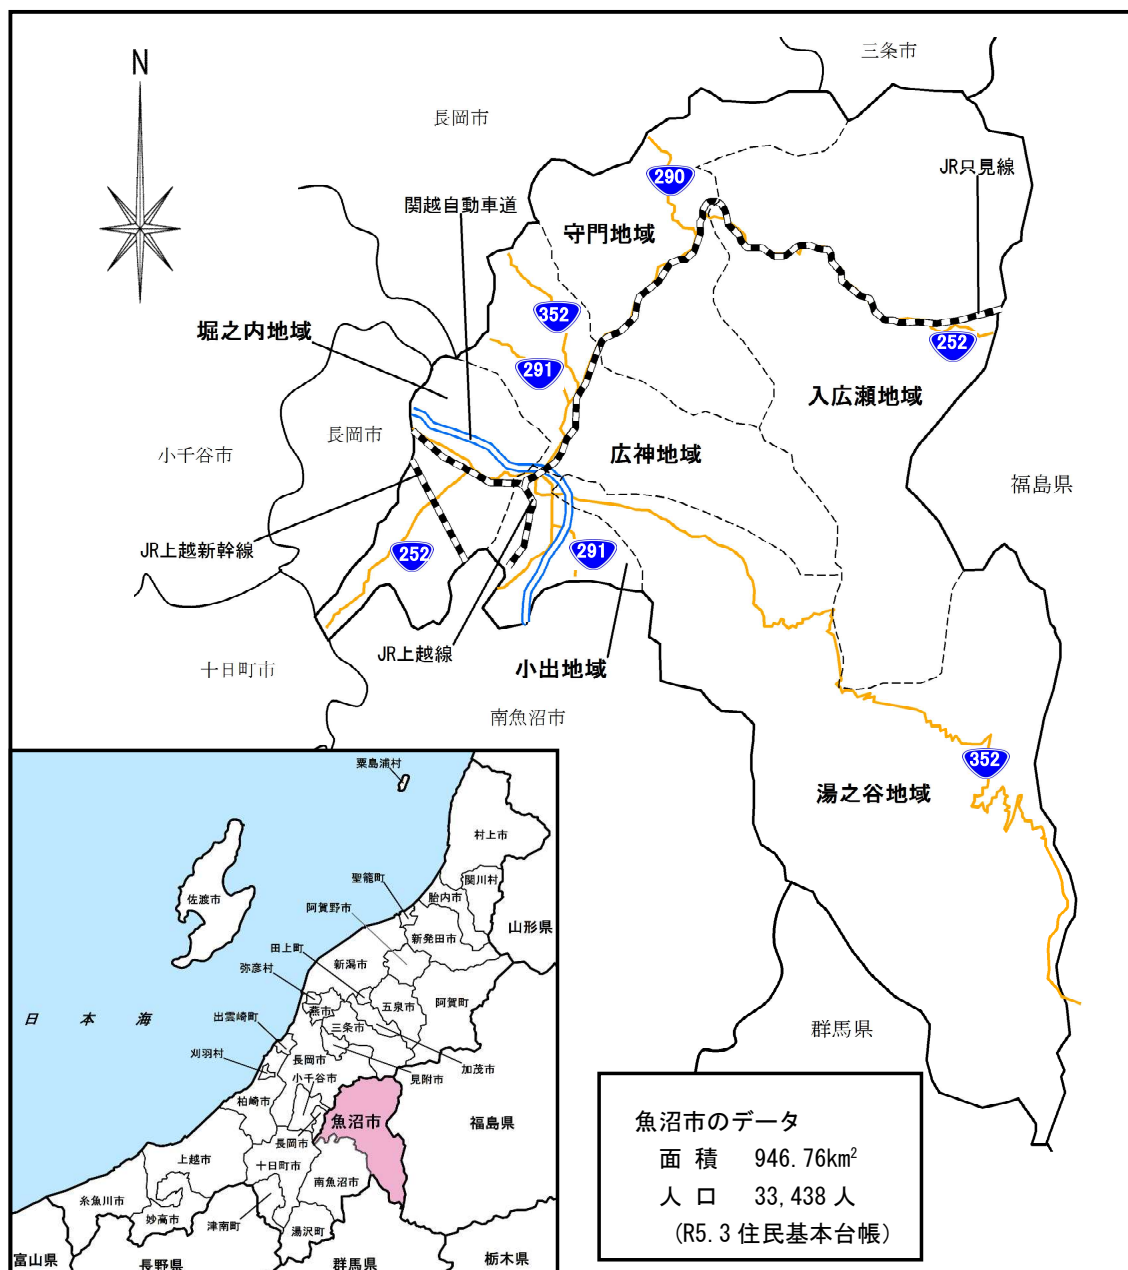 三条市
N
長岡市
JR只見線
290
関越自動車道
守門地域
352
堀之内地域
252
291
入広瀬地域
長岡市
小千谷市
広神地域
福島県
JR上越新幹線
252
291
JR上越線
小出地域
十日町市
南魚沼市
352
湯之谷地域
群馬県
粟島浦村
村上市
関川村
聖籠町
胎内市
佐渡市
阿賀野市
山形県
新発田市
田上町
新潟市
弥彦村
阿賀町
五泉市
燕市
日本海
出雲崎町
三条市
刈羽村
長岡市
加茂市
見附市
小千谷市
柏崎市
魚沼市
福島県
長岡市
上越市
十日町市
南魚沼市
糸魚川市
妙高市
津南町
湯沢町
富山県
長野県
群馬県
栃木県
魚沼市のデータ
面積 946.76km²
人口 33,438人
(R5.3住民基本台帳)